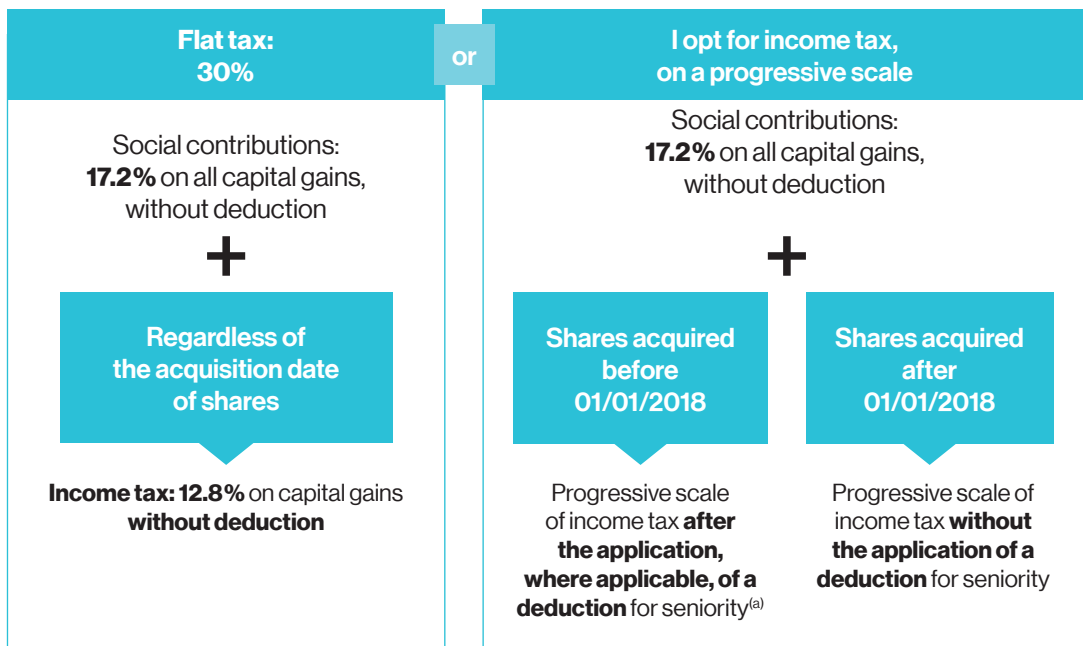 Flat tax:
30%
or
I opt for income tax,
on a progressive scale
Social contributions:
17.2% on all capital gains,
without deduction
+
Regardless of
the acquisition date
of shares
Income tax: 12.8% on capital gains
without deduction
Social contributions:
17.2% on all capital gains,
without deduction
+
Shares acquired
before
01/01/2018
Progressive scale
of income tax after
the application,
where applicable, of a
deduction for seniority(a)
Shares acquired
after
01/01/2018
Progressive scale of
income tax without
the application of a
deduction for seniority